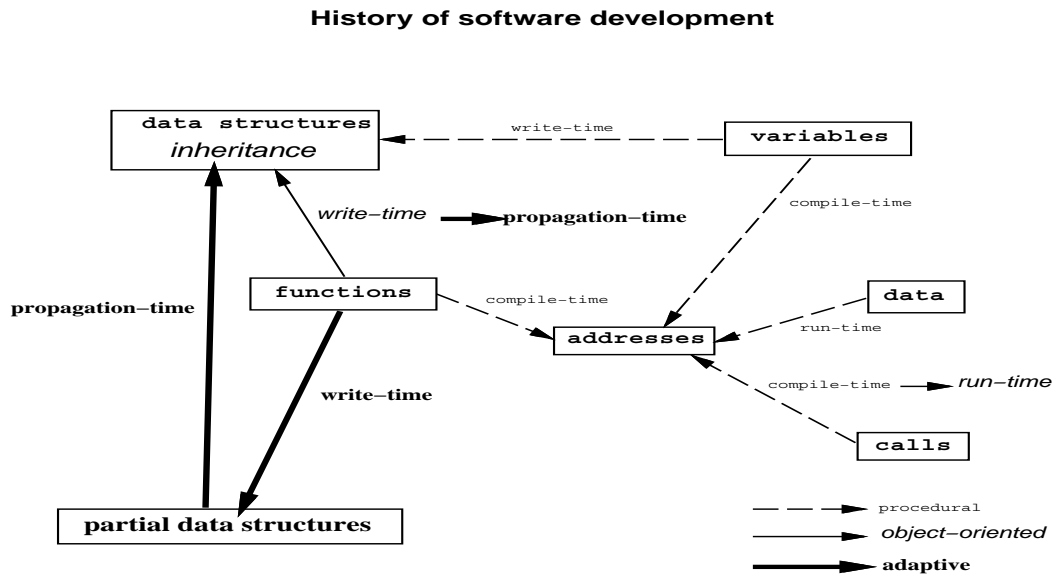 History of software development
data structures
inheritance
write-time
variables
compile-time
write-time
propagation-time
functions
compile-time
data
propagation-time
addresses
run-time
write-time
compile-time
run-time
calls
partial data structures
procedural
object-oriented
adaptive